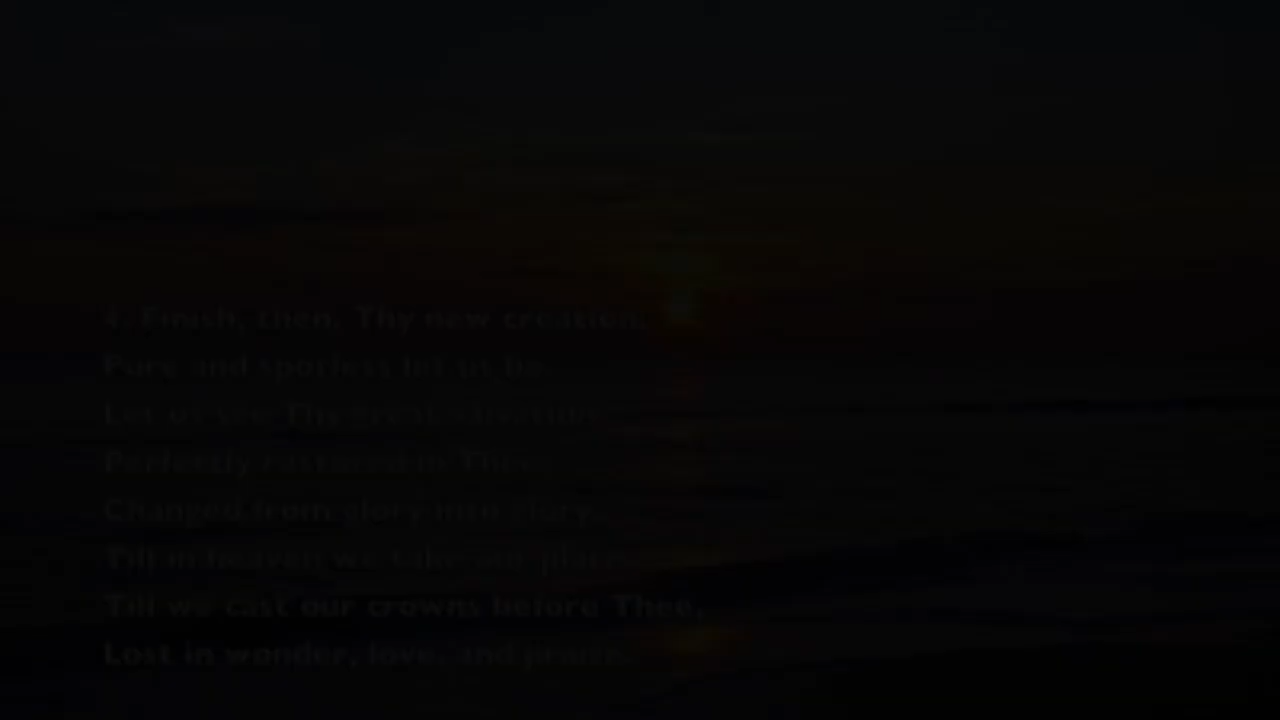 4. Finish, then, Thy new creation;
Pure and spotless let us be.
Let us see Thy great salvation
Perfectly restored in Thee;
Changed from glory into glory,
Till in heaven we take our place,
Till we cast our crowns before Thee,
Lost in wonder, love, and praise.